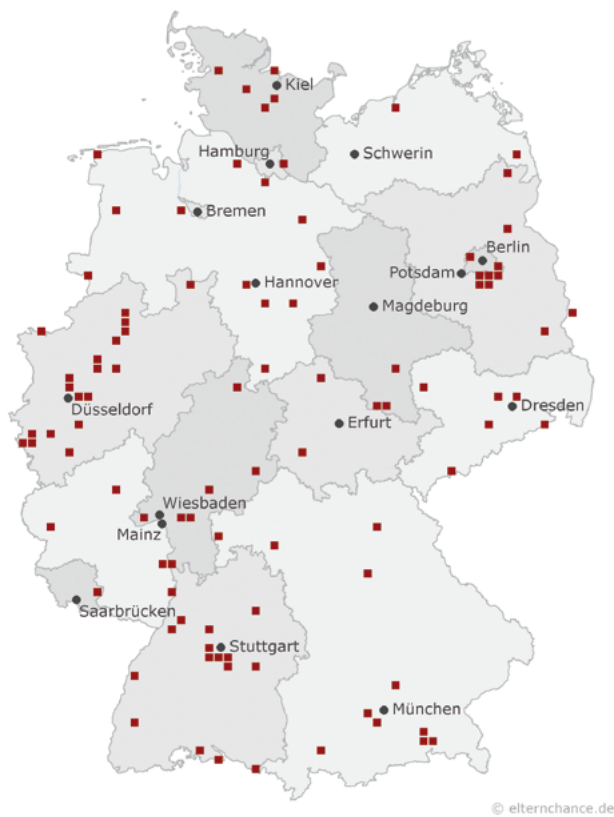 Kiel
Hamburg
Schwerin
Bremen
Berlin
Potsdam
Hannover
Magdeburg
Düsseldorf
Dresden
Erfurt
Wiesbaden
Mainz
Saarbrücken
Stuttgart
München
© elternchance.de